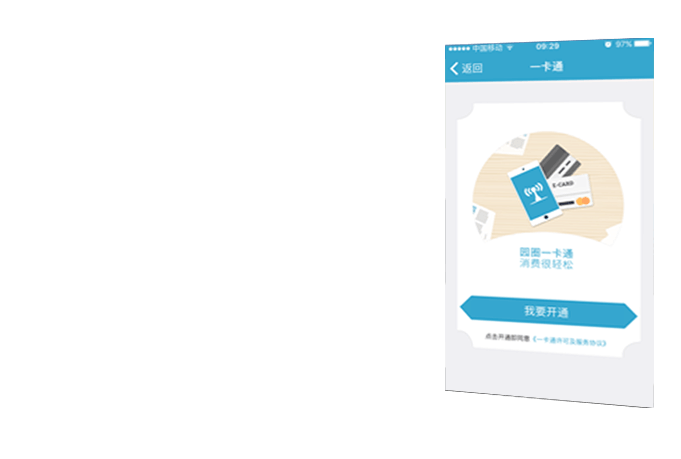 中国移动 09:29 97%
返回 一卡通
E-CARD
园圈一卡通
消费很轻松
我要开通
点击开通即同意《一卡通许可及服务协议》